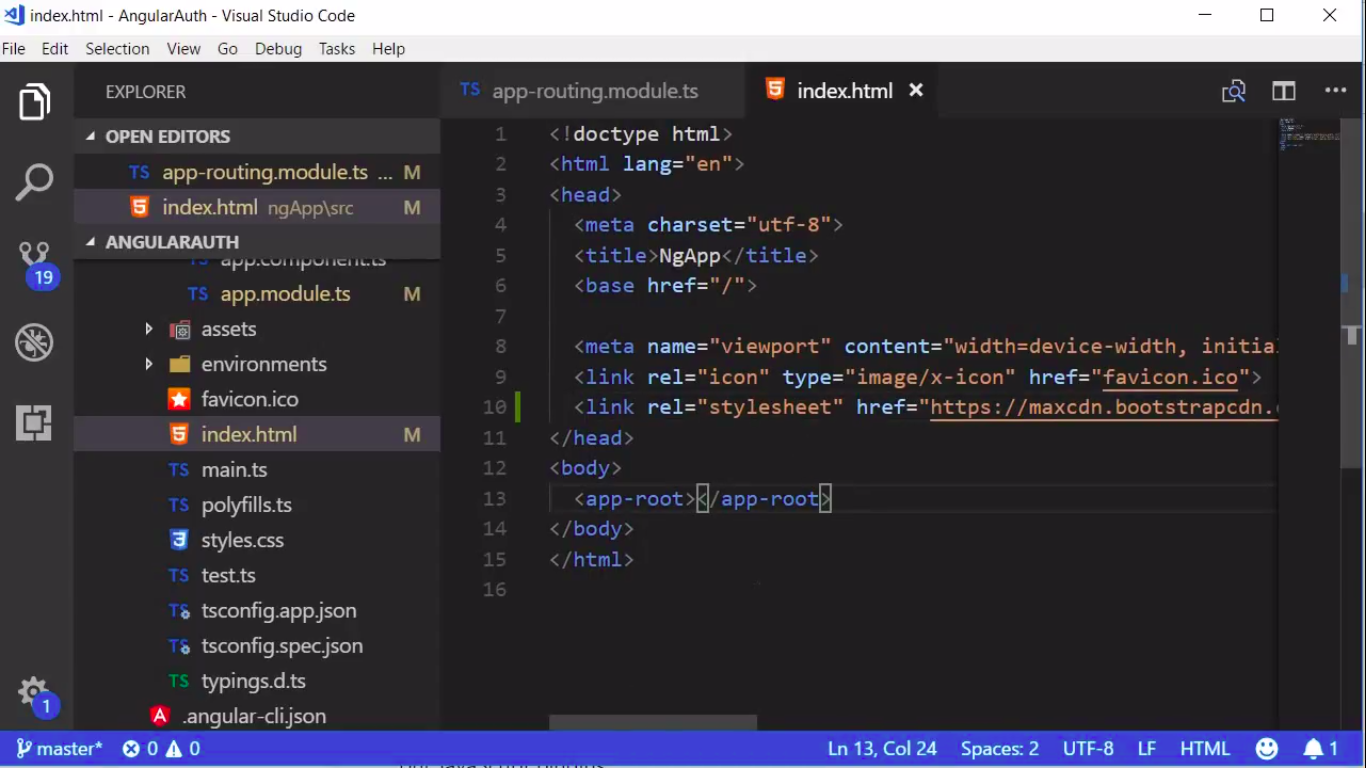 index.html - AngularAuth - Visual Studio Code
File Edit Selection View Go Debug Tasks Help
EXPLORER
OPEN EDITORS
TS app-routing.module.ts ... M
index.html ngApp\src M
ANGULARAUTH
TS app.component.ts
TS app.module.ts M
assets
environments
favicon.ico
index.html M
TS main.ts
TS polyfills.ts
styles.css
TS test.ts
TS tsconfig.app.json
TS tsconfig.spec.json
TS typings.d.ts
.angular-cli.json
19
1
TS app-routing.module.ts index.html
1 <!doctype html>
2 <html lang="en">
3 <head>
4 <meta charset="utf-8">
5 <title>NgApp</title>
6 <base href="/">
7
8 <meta name="viewport" content="width=device-width, initial
9 <link rel="icon" type="image/x-icon" href="favicon.ico">
10 <link rel="stylesheet" href="https://maxcdn.bootstrapcdn.
11 </head>
12 <body>
13 <app-root></app-root>
14 </body>
15 </html>
16
master* 0 0 Ln 13, Col 24 Spaces: 2 UTF-8 LF HTML 1